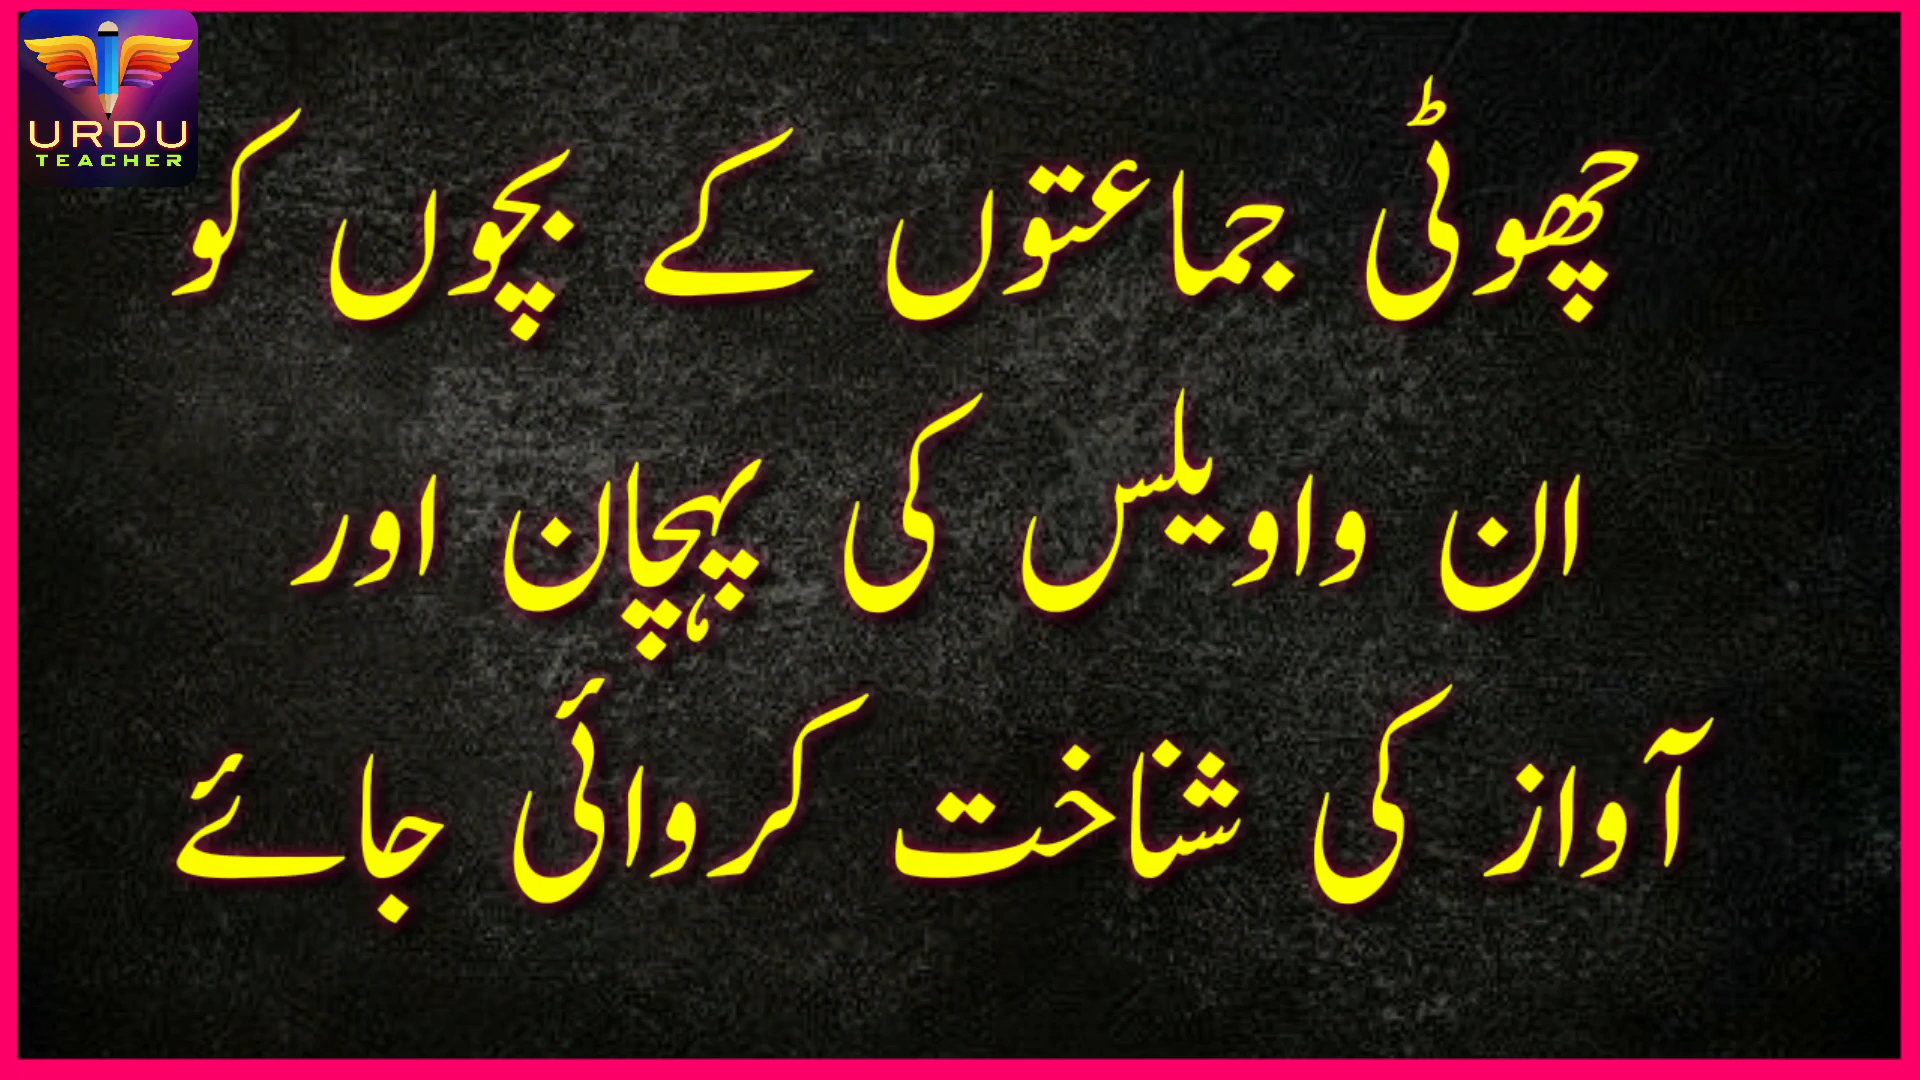 URDU
TEACHER
چھوٹی جماعتوں کے بچوں کو
ان واویلس کی پہچان اور
آواز کی شناخت کروائی جائے